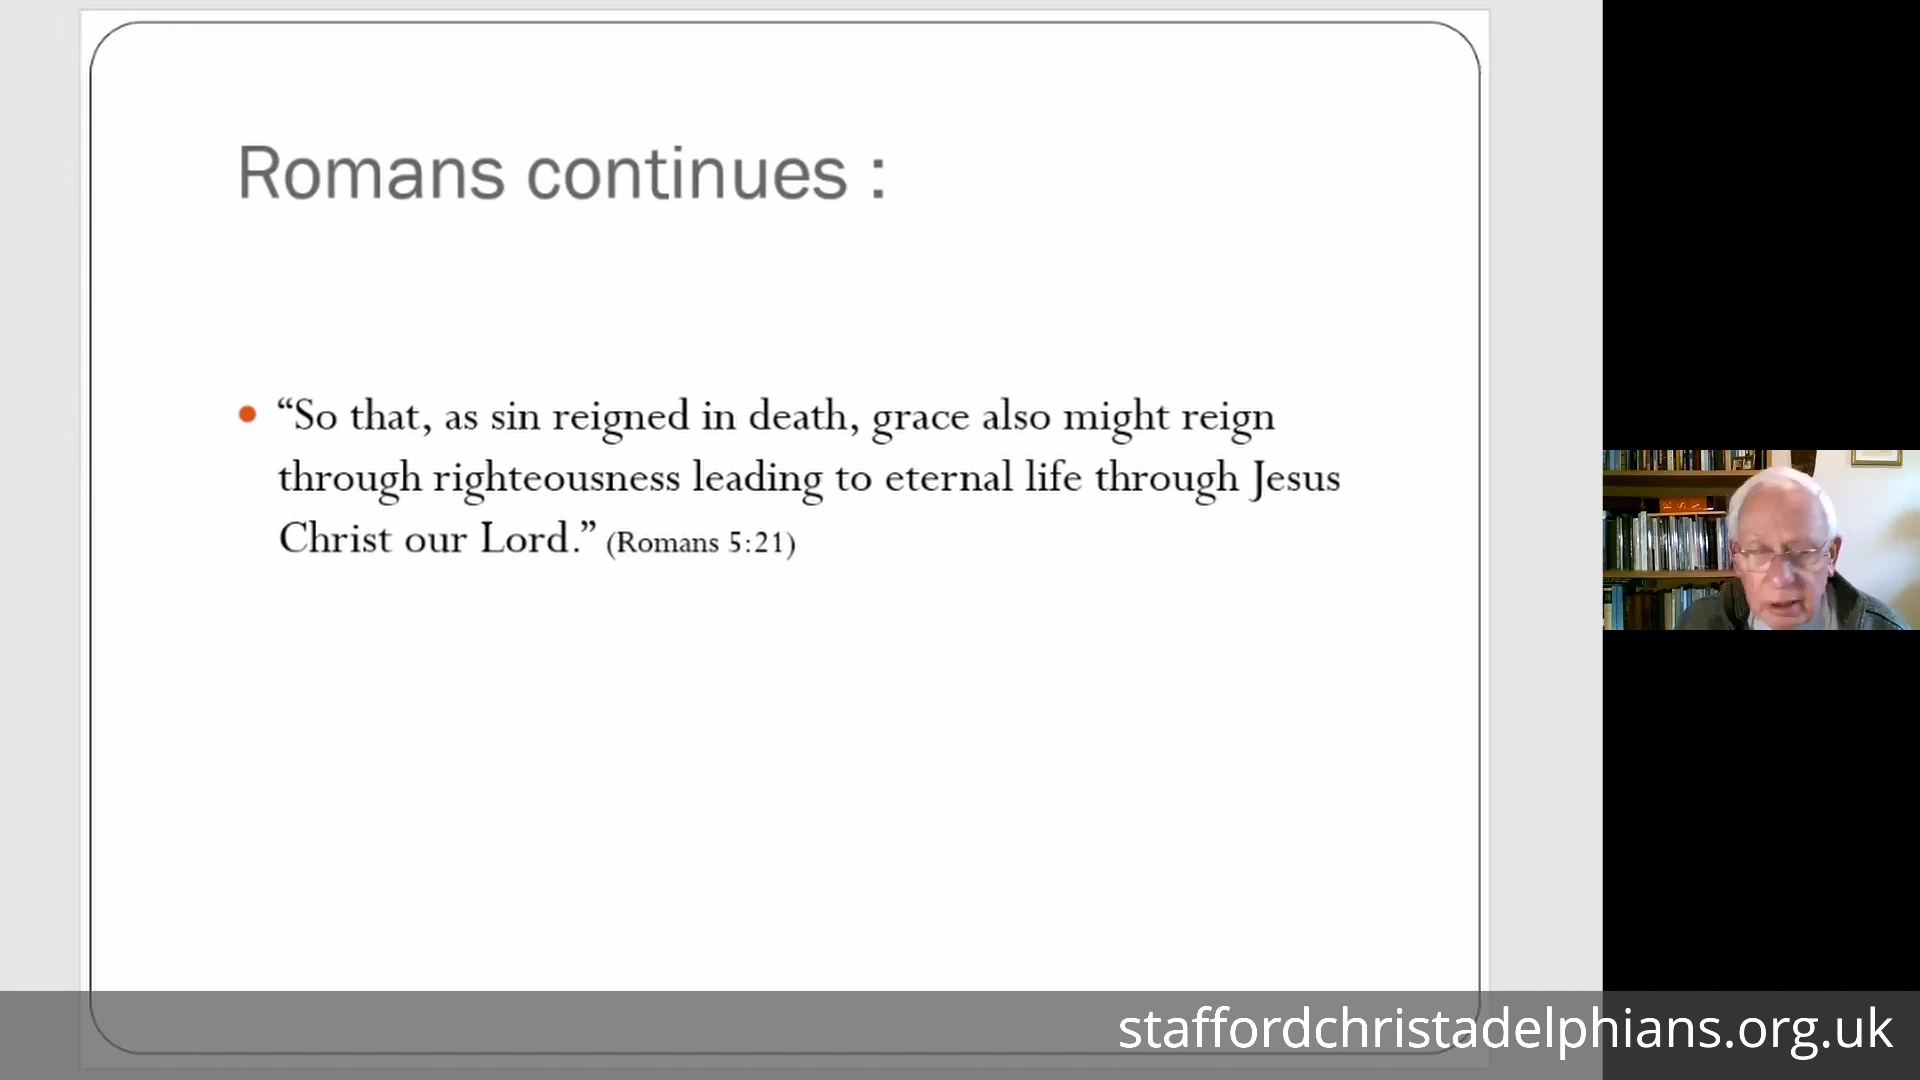 Romans continues :
“So that, as sin reigned in death, grace also might reign
through righteousness leading to eternal life through Jesus
Christ our Lord.” (Romans 5:21)
staffordchristadelphians.org.uk